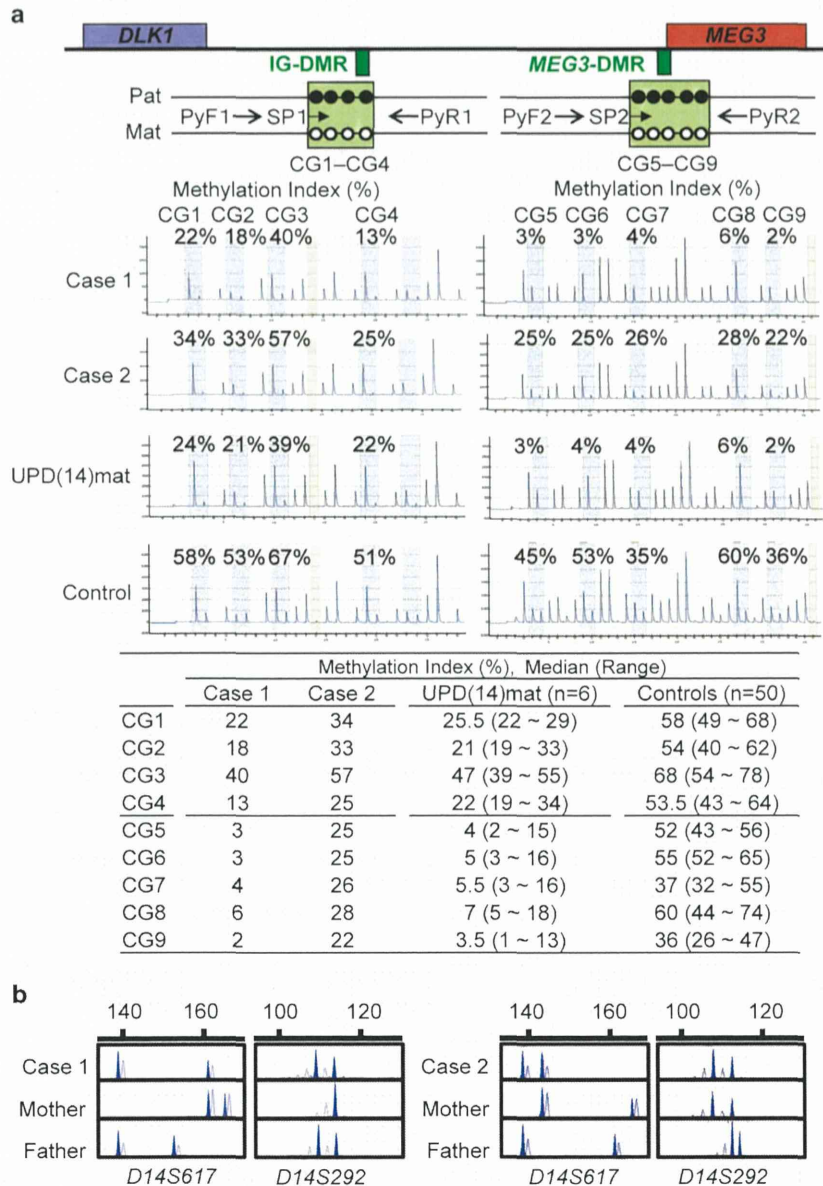 a
DLK1 MEG3
IG-DMR MEG3-DMR
Pat
PyF1 SP1 PyR1 PyF2 SP2 PyR2
Mat
CG1–CG4 CG5–CG9
Methylation Index (%) Methylation Index (%)
CG1 CG2 CG3 CG4 CG5 CG6 CG7 CG8 CG9
22% 18% 40% 13% 3% 3% 4% 6% 2%
Case 1
34% 33% 57% 25% 25% 25% 26% 28% 22%
Case 2
24% 21% 39% 22% 3% 4% 4% 6% 2%
UPD(14)mat
58% 53% 67% 51% 45% 53% 35% 60% 36%
Control
Methylation Index (%), Median (Range)
Case 1 Case 2 UPD(14)mat (n=6) Controls (n=50)
CG1 22 34 25.5 (22 ~ 29) 58 (49 ~ 68)
CG2 18 33 21 (19 ~ 33) 54 (40 ~ 62)
CG3 40 57 47 (39 ~ 55) 68 (54 ~ 78)
CG4 13 25 22 (19 ~ 34) 53.5 (43 ~ 64)
CG5 3 25 4 (2 ~ 15) 52 (43 ~ 56)
CG6 3 25 5 (3 ~ 16) 55 (52 ~ 65)
CG7 4 26 5.5 (3 ~ 16) 37 (32 ~ 55)
CG8 6 28 7 (5 ~ 18) 60 (44 ~ 74)
CG9 2 22 3.5 (1 ~ 13) 36 (26 ~ 47)
b
140 160 100 120 140 160 100 120
Case 1 Case 2
Mother Mother
Father Father
D14S617 D14S292 D14S617 D14S292